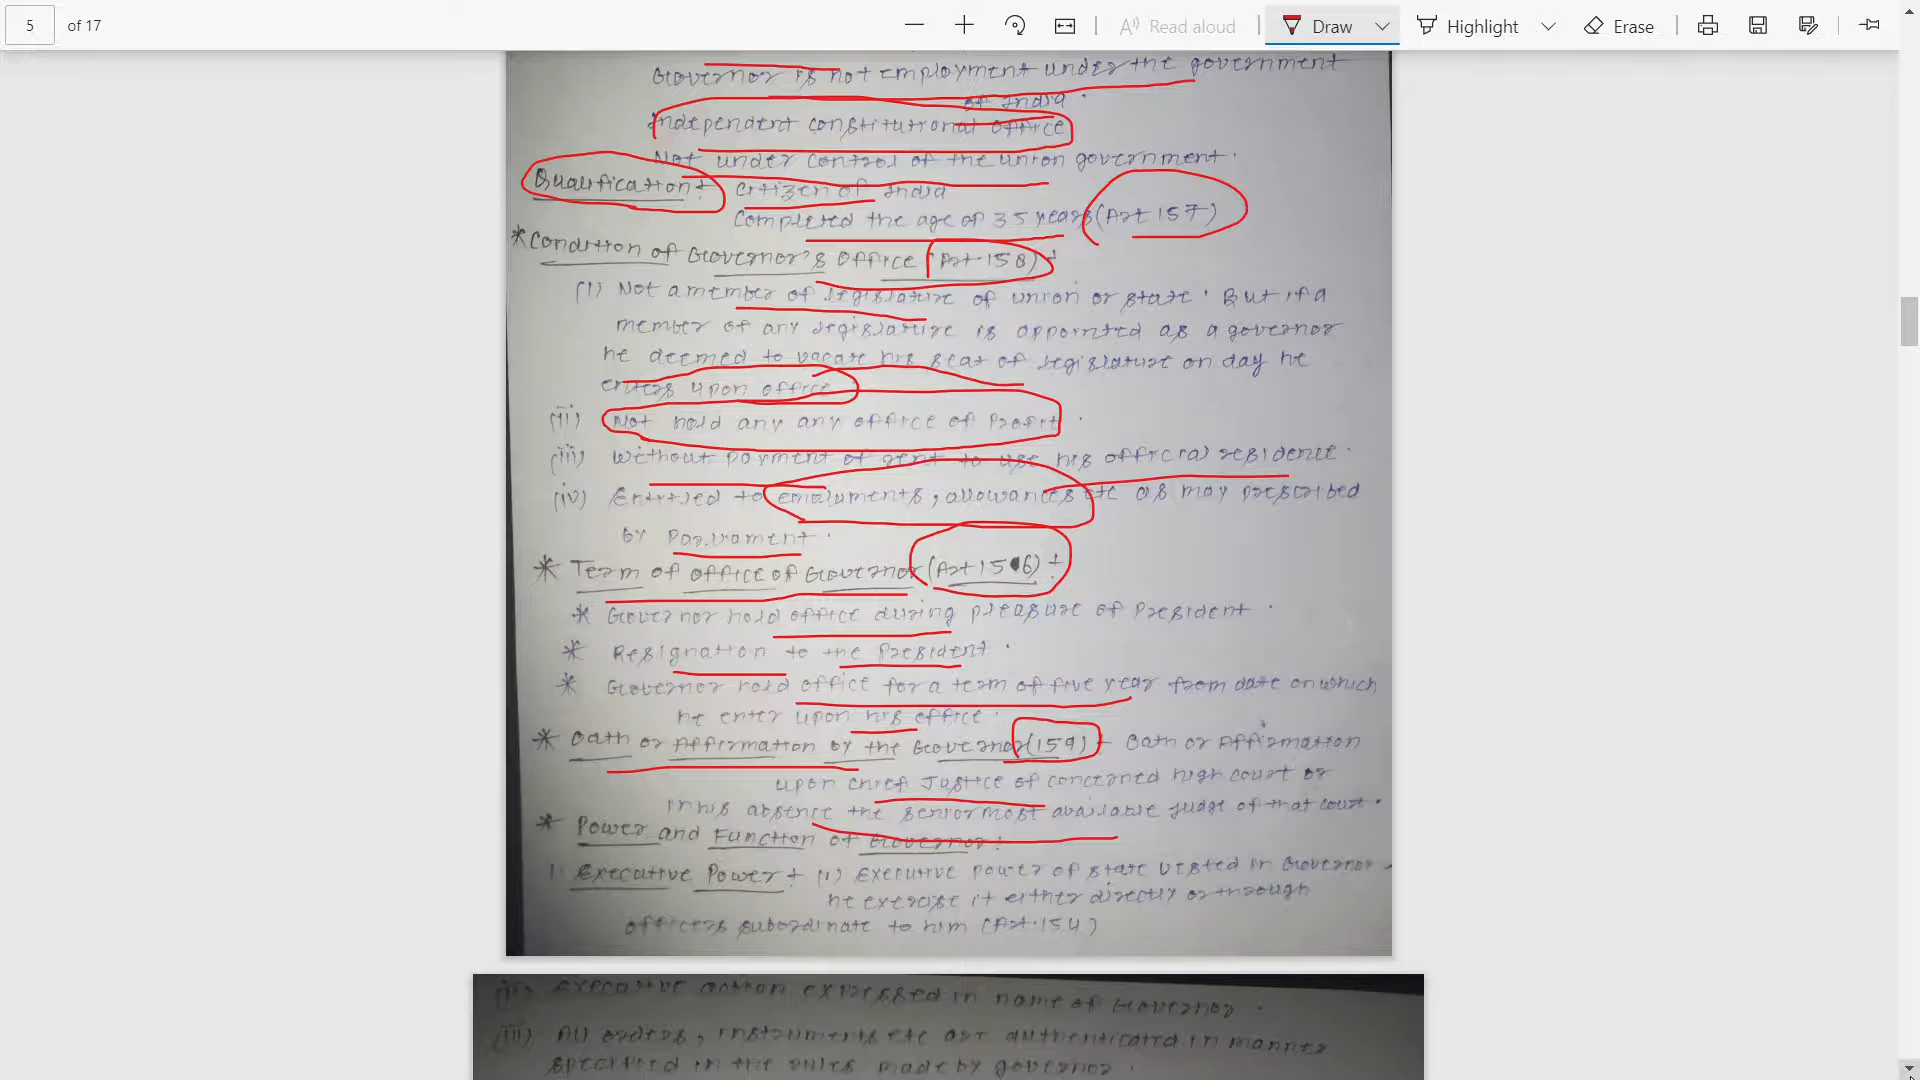 5 of 17 Read aloud Draw Highlight Erase
Governor is not employment under the government
of India.
Independent constitutional office
Not under control of the union government.
Qualification÷ citizen of India
Completed the age of 35 years (Art 157)
*Condition of Governor's office (Art.158)÷
(i) Not a member of legislature of union or state. But if a
member of any legislature is appointed as a governor
he deemed to vacate his seat of legislature on day he
enters upon office
(ii) Not hold any any office of Profit.
(iii) without payment of rent to use his official residence.
(iv) Entitled to emoluments, allowances etc as may prescribed
by Parliament.
* Term of office of Governor (Art 156)÷
* Governor hold office during pleasure of President.
* Resignation to the President.
* Governor hold office for a term of five year from date on which
he enter upon his office.
* Oath or Affirmation by the Governor (159)- Oath or Affirmation
upon chief Justice of concerned high court or
in his absence the seniormost available judge of that court.
* Power and Function of Governor:
1. Executive Power÷ (i) Executive power of state vested in Governor.
he exercise it either directly or through
officers subordinate to him (Art.154)
(ii) Executive action expressed in name of Governor.
(iii) All orders, instruments etc are authenticated in manner
specified in the rules made by governor.